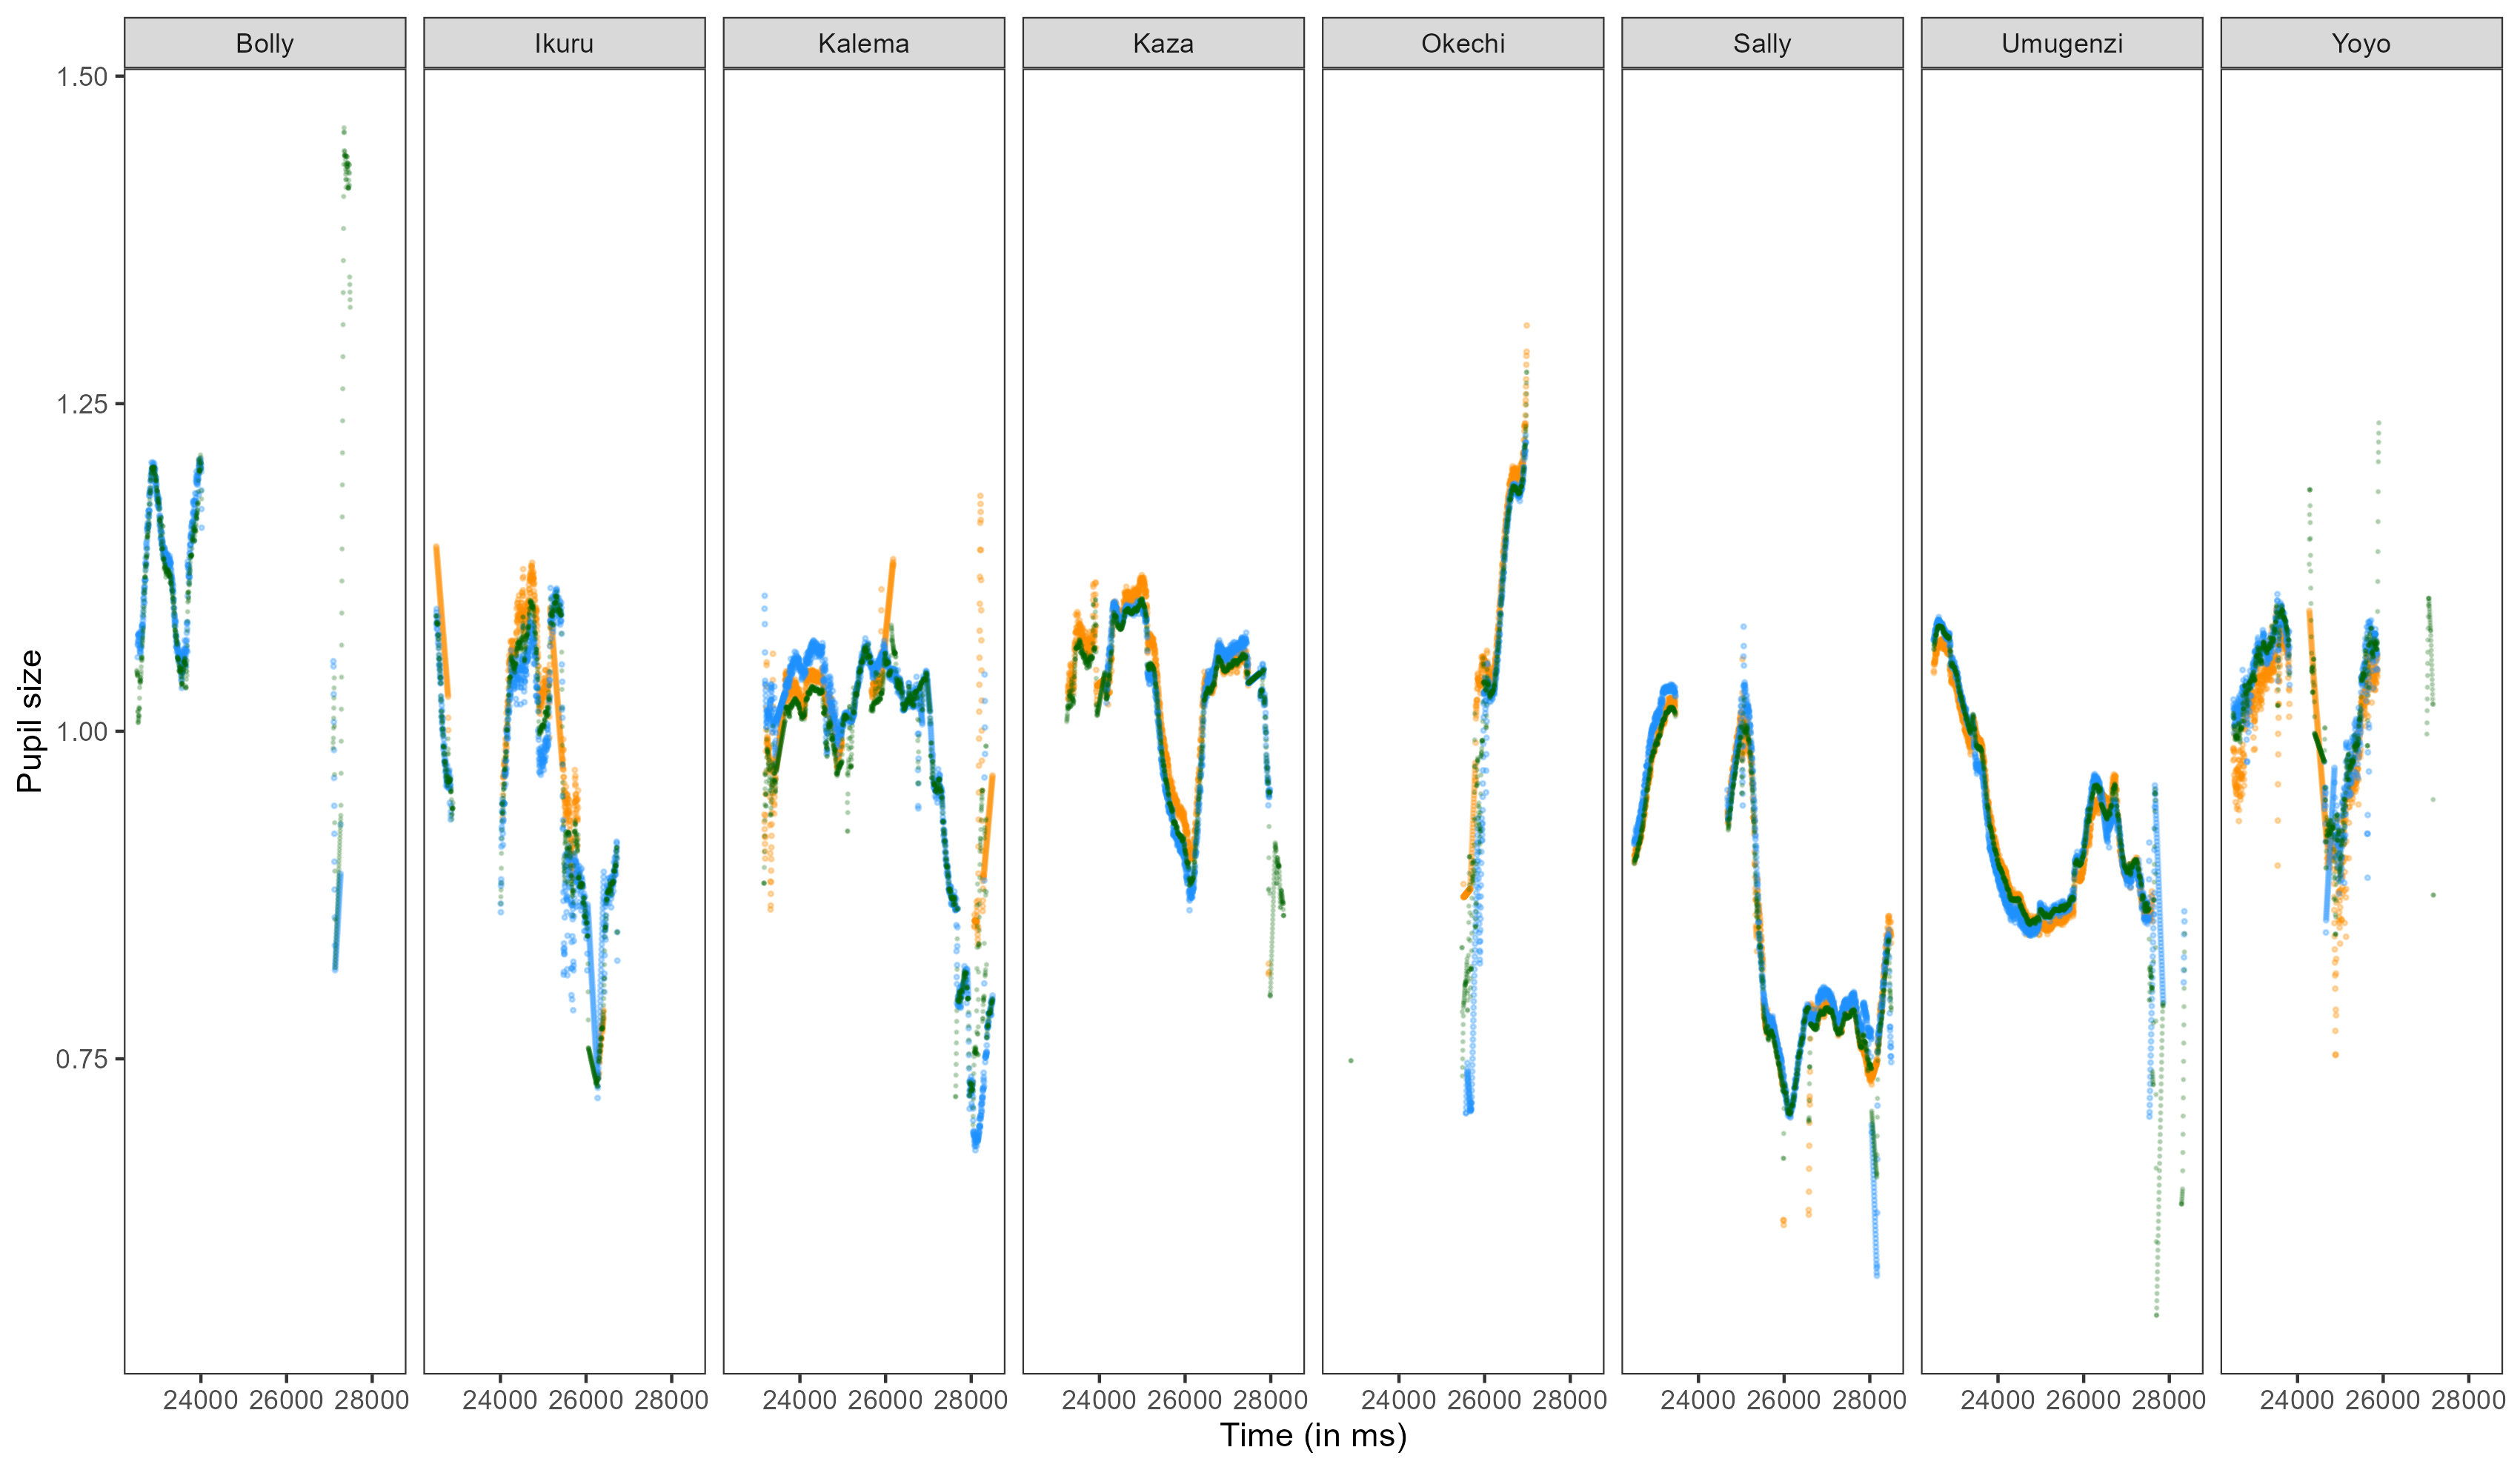 Bolly Ikuru Kalema Kaza Okechi Sally Umugenzi Yoyo
1.50
1.25
1.00
0.75
Pupil size
24000 26000 28000 24000 26000 28000 24000 26000 28000 24000 26000 28000 24000 26000 28000 24000 26000 28000 24000 26000 28000 24000 26000 28000
Time (in ms)